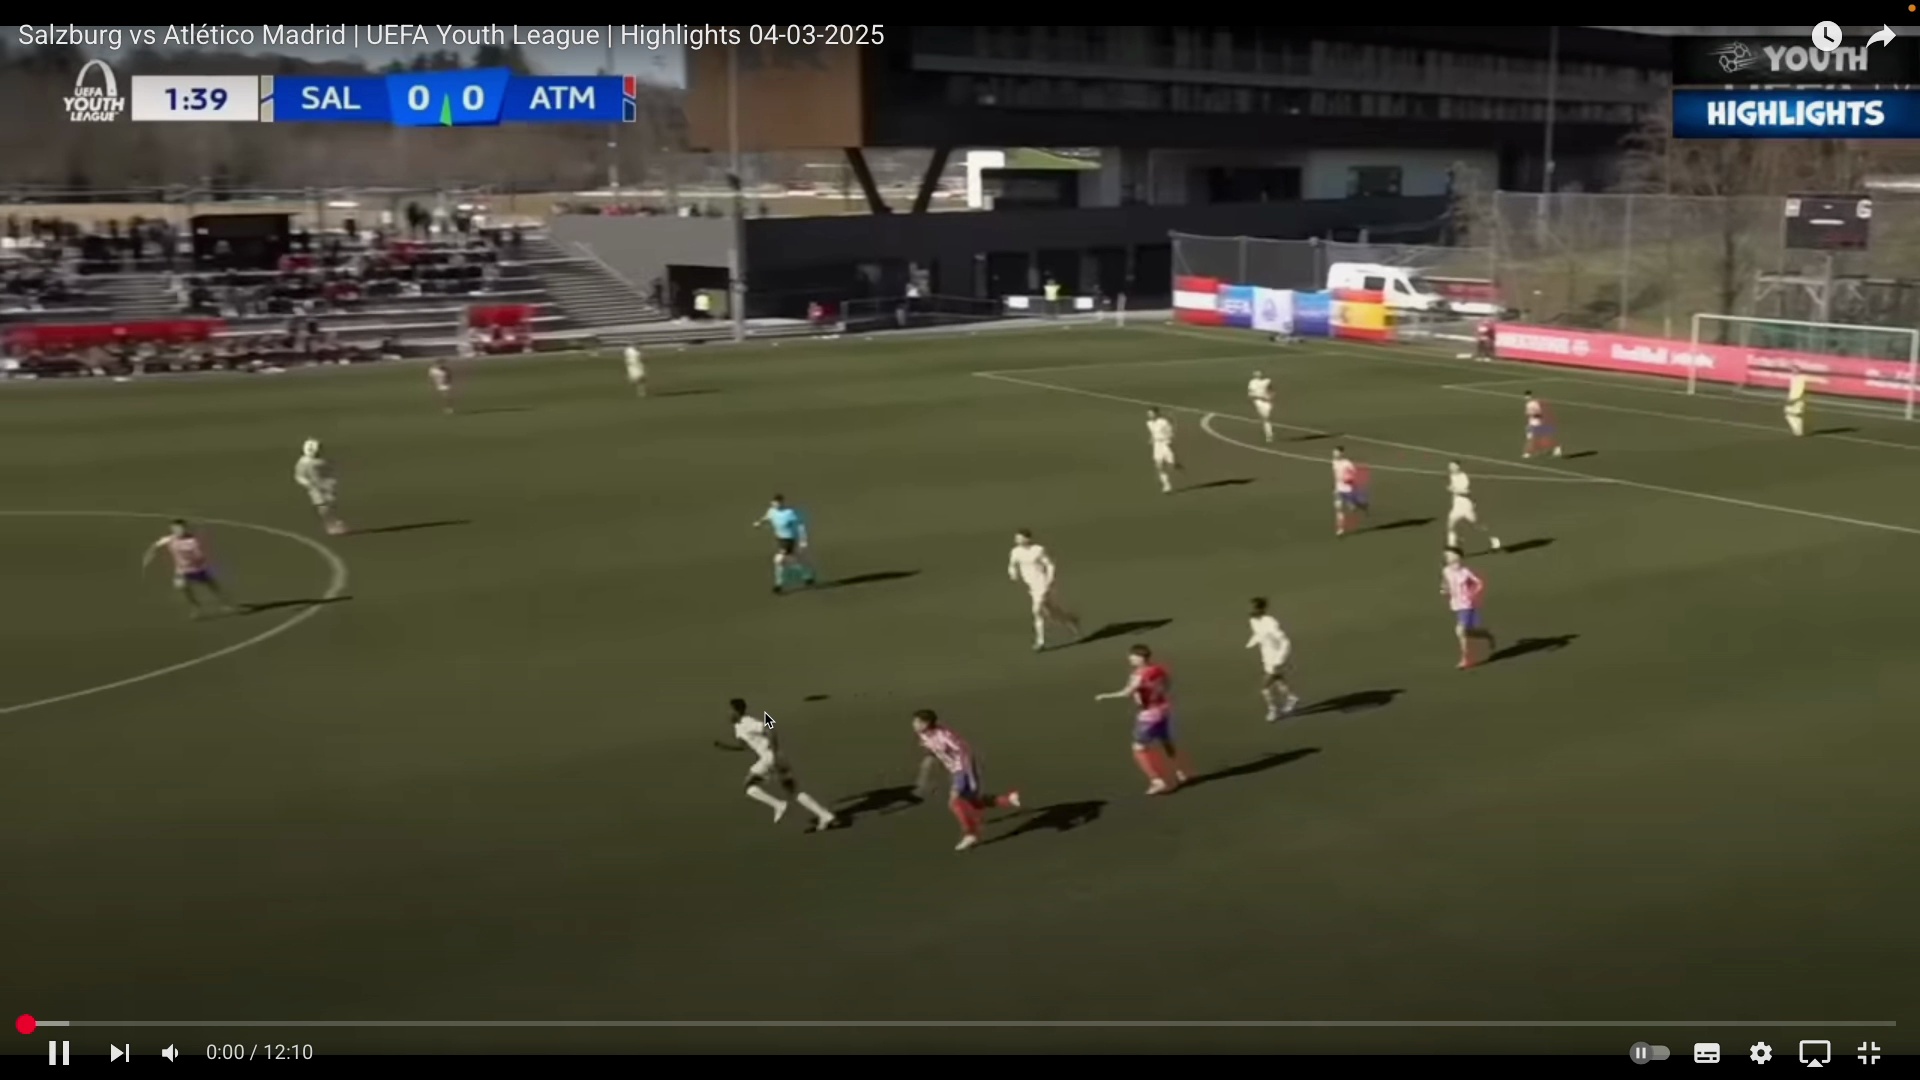 Salzburg vs Atlético Madrid | UEFA Youth League | Highlights 04-03-2025
UEFA
YOUTH
LEAGUE
1:39
SAL
0
0
ATM
YOUTH
HIGHLIGHTS
UEFA
0:00 / 12:10